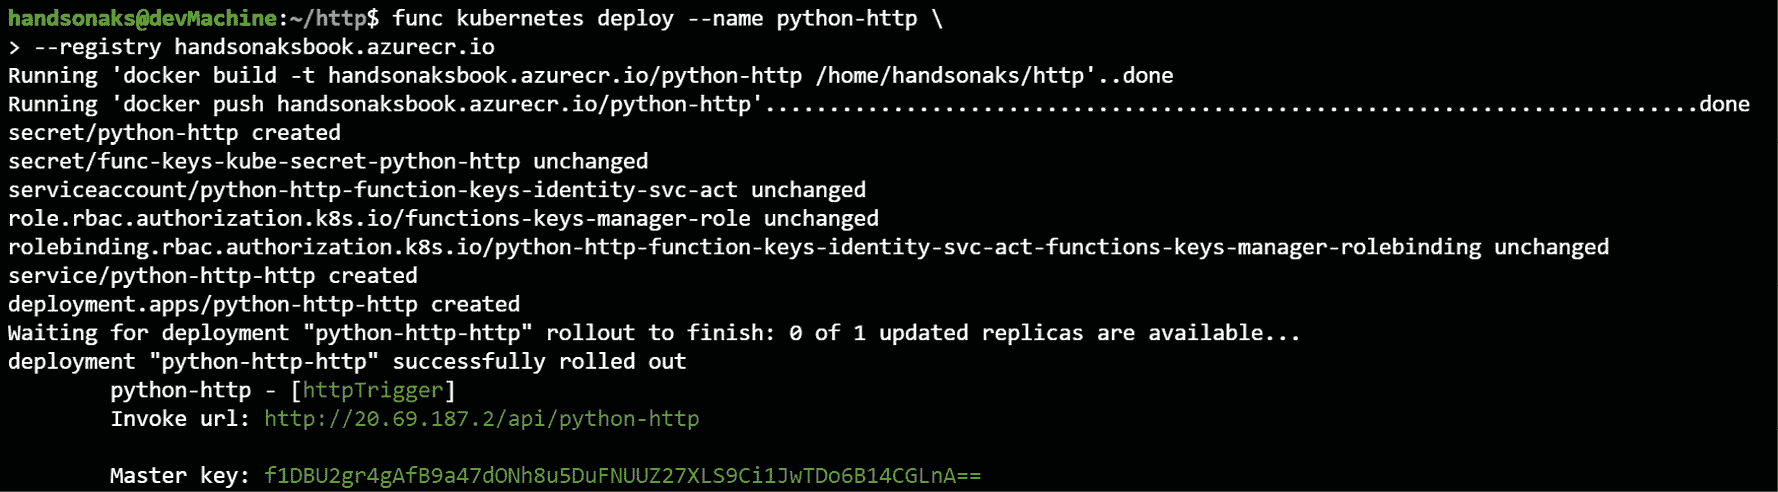 handsonaks@devMachine:~/http$ func kubernetes deploy --name python-http \
> --registry handsonaksbook.azurecr.io
Running 'docker build -t handsonaksbook.azurecr.io/python-http /home/handsonaks/http'..done
Running 'docker push handsonaksbook.azurecr.io/python-http'.........................................................................done
secret/python-http created
secret/func-keys-kube-secret-python-http unchanged
serviceaccount/python-http-function-keys-identity-svc-act unchanged
role.rbac.authorization.k8s.io/functions-keys-manager-role unchanged
rolebinding.rbac.authorization.k8s.io/python-http-function-keys-identity-svc-act-functions-keys-manager-rolebinding unchanged
service/python-http-http created
deployment.apps/python-http-http created
Waiting for deployment "python-http-http" rollout to finish: 0 of 1 updated replicas are available...
deployment "python-http-http" successfully rolled out
python-http - [httpTrigger]
Invoke url: http://20.69.187.2/api/python-http
Master key: f1DBU2gr4gAfB9a47dONh8u5DuFNUUZ27XLS9Ci1JwTDo6B14CGLnA==